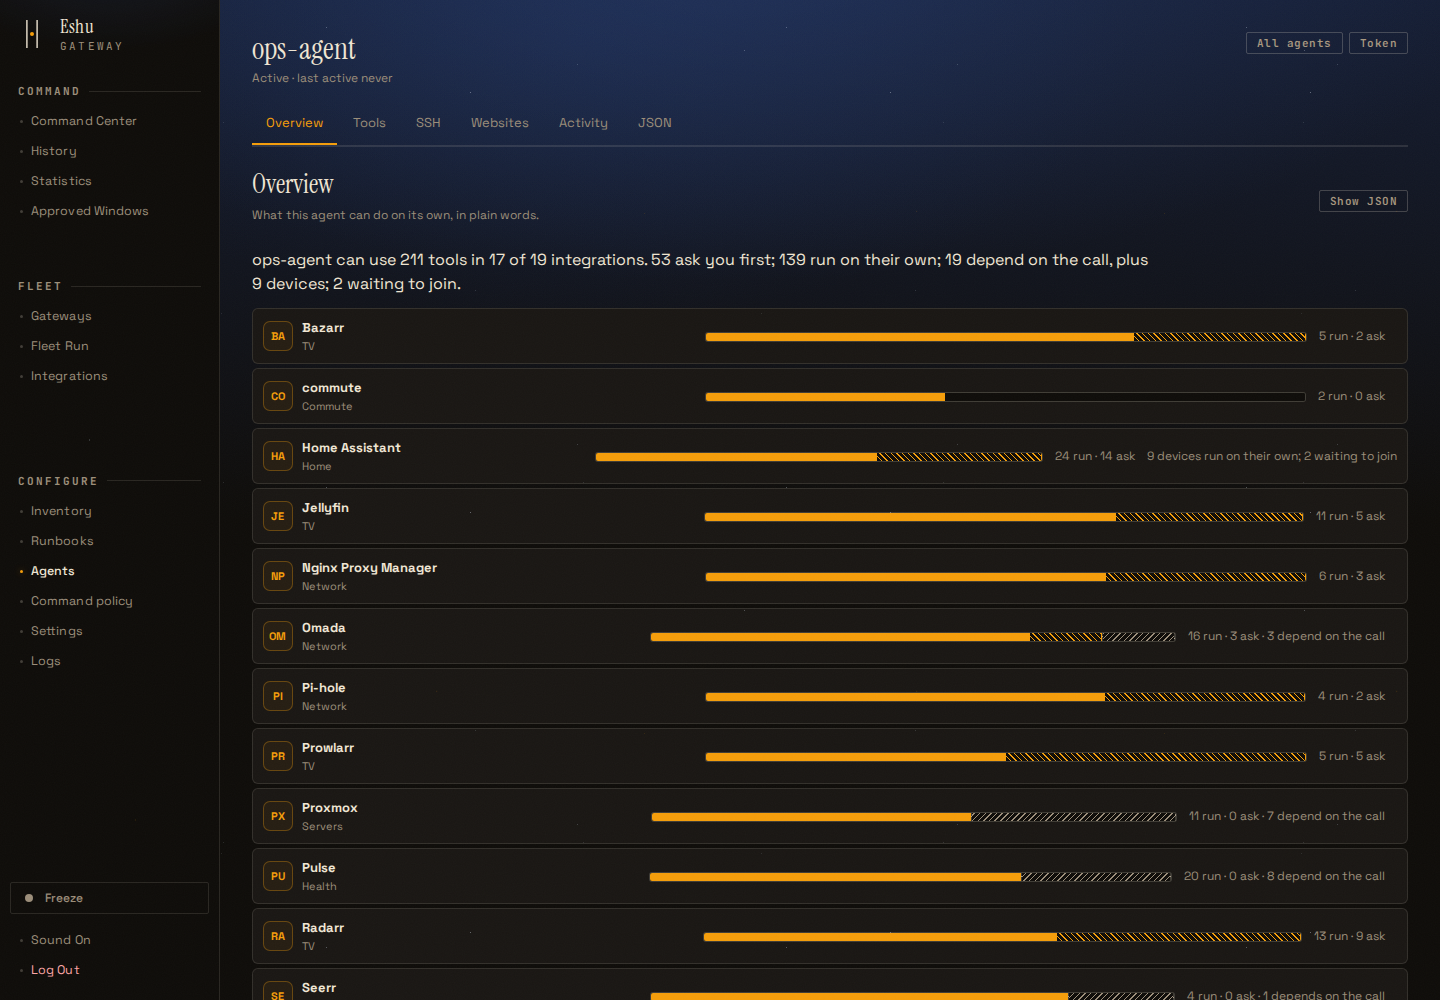 Eshu
GATEWAY
COMMAND
Command Center
History
Statistics
Approved Windows
FLEET
Gateways
Fleet Run
Integrations
CONFIGURE
Inventory
Runbooks
Agents
Command policy
Settings
Logs
Freeze
Sound On
Log Out
ops-agent
Active · last active never
All agents
Token
Overview
Tools
SSH
Websites
Activity
JSON
Overview
What this agent can do on its own, in plain words.
Show JSON
ops-agent can use 211 tools in 17 of 19 integrations. 53 ask you first; 139 run on their own; 19 depend on the call, plus
9 devices; 2 waiting to join.
BA
Bazarr
TV
5 run · 2 ask
CO
commute
Commute
2 run · 0 ask
HA
Home Assistant
Home
24 run · 14 ask 9 devices run on their own; 2 waiting to join
JE
Jellyfin
TV
11 run · 5 ask
NP
Nginx Proxy Manager
Network
6 run · 3 ask
OM
Omada
Network
16 run · 3 ask · 3 depend on the call
PI
Pi-hole
Network
4 run · 2 ask
PR
Prowlarr
TV
5 run · 5 ask
PX
Proxmox
Servers
11 run · 0 ask · 7 depend on the call
PU
Pulse
Health
20 run · 0 ask · 8 depend on the call
RA
Radarr
TV
13 run · 9 ask
SE
Seerr
4 run · 0 ask · 1 depends on the call